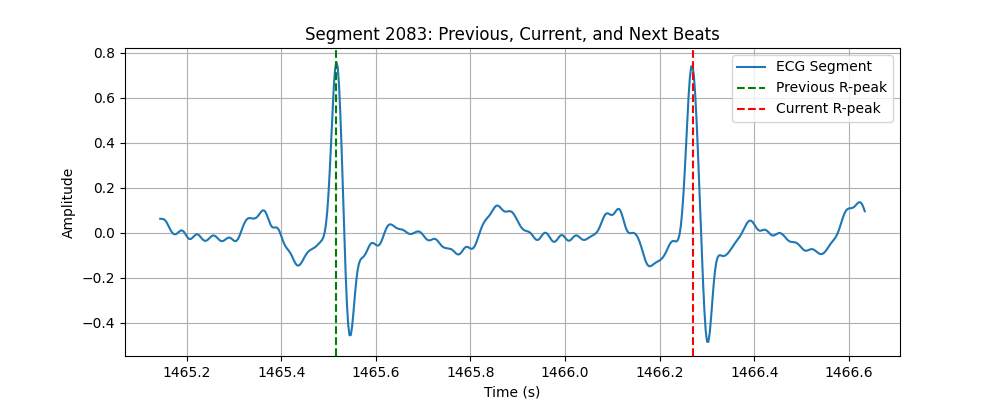 Segment 2083: Previous, Current, and Next Beats
ECG Segment
Previous R-peak
Current R-peak
Amplitude
0.8
0.6
0.4
0.2
0.0
−0.2
−0.4
1465.2 1465.4 1465.6 1465.8 1466.0 1466.2 1466.4 1466.6
Time (s)